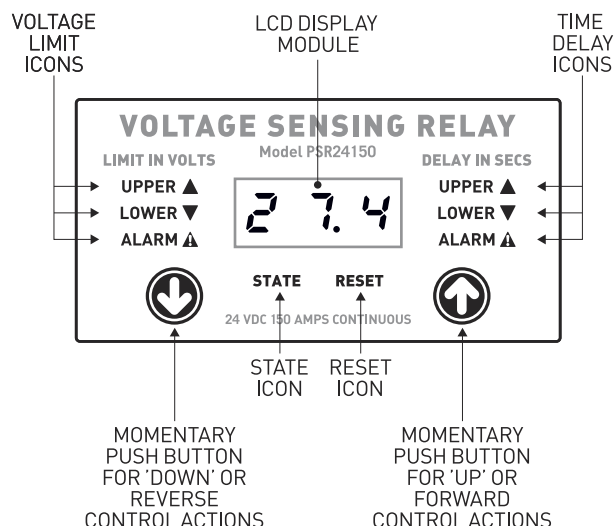 VOLTAGE
LIMIT
ICONS
LCD DISPLAY
MODULE
TIME
DELAY
ICONS
VOLTAGE SENSING RELAY
Model PSR24150
LIMIT IN VOLTS
UPPER ▲
LOWER ▼
ALARM ⚠
27.4
DELAY IN SECS
UPPER ▲
LOWER ▼
ALARM ⚠
STATE
RESET
24 VDC 150 AMPS CONTINUOUS
STATE
ICON
RESET
ICON
MOMENTARY
PUSH BUTTON
FOR 'DOWN' OR
REVERSE
CONTROL ACTIONS
MOMENTARY
PUSH BUTTON
FOR 'UP' OR
FORWARD
CONTROL ACTIONS